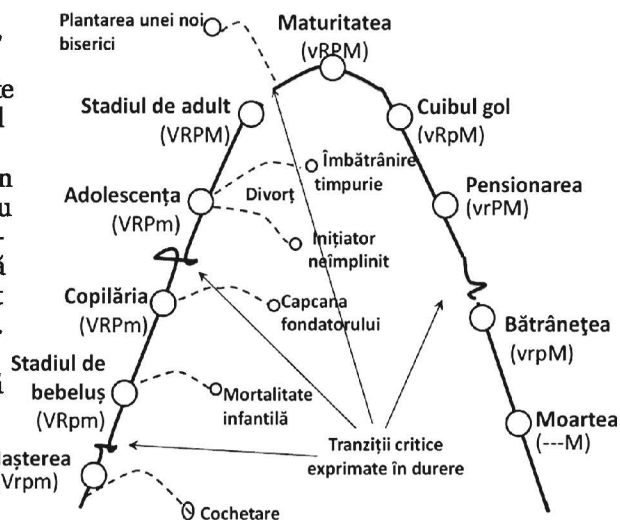 Plantarea unei noi
biserici
Maturitatea
(vRPM)
Stadiul de adult
(VRPM)
Cuibul gol
(vRpM)
Îmbătrânire
timpurie
Adolescența
(VRPm)
Divorț
Pensionarea
(vrPM)
Inițiator
neîmplinit
Copilăria
(VRPm)
Capcana
fondatorului
Bătrânețea
(vrpM)
Stadiul de
bebeluș
(VRpm)
Mortalitate
infantilă
Moartea
(---M)
Tranziții critice
exprimate în durere
așterea
Vrpm)
Cochetare